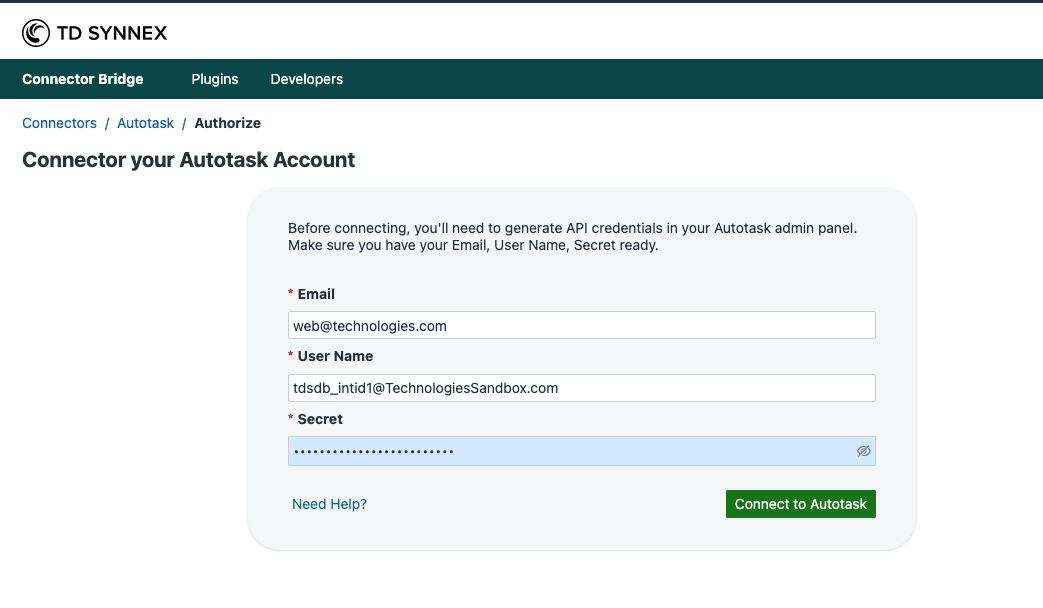 TD SYNNEX
Connector Bridge Plugins Developers
Connectors / Autotask / Authorize
Connector your Autotask Account
Before connecting, you'll need to generate API credentials in your Autotask admin panel.
Make sure you have your Email, User Name, Secret ready.
* Email
web@technologies.com
* User Name
tdsdb_intid1@TechnologiesSandbox.com
* Secret
•••••••••••••••••••••••••
Need Help? Connect to Autotask